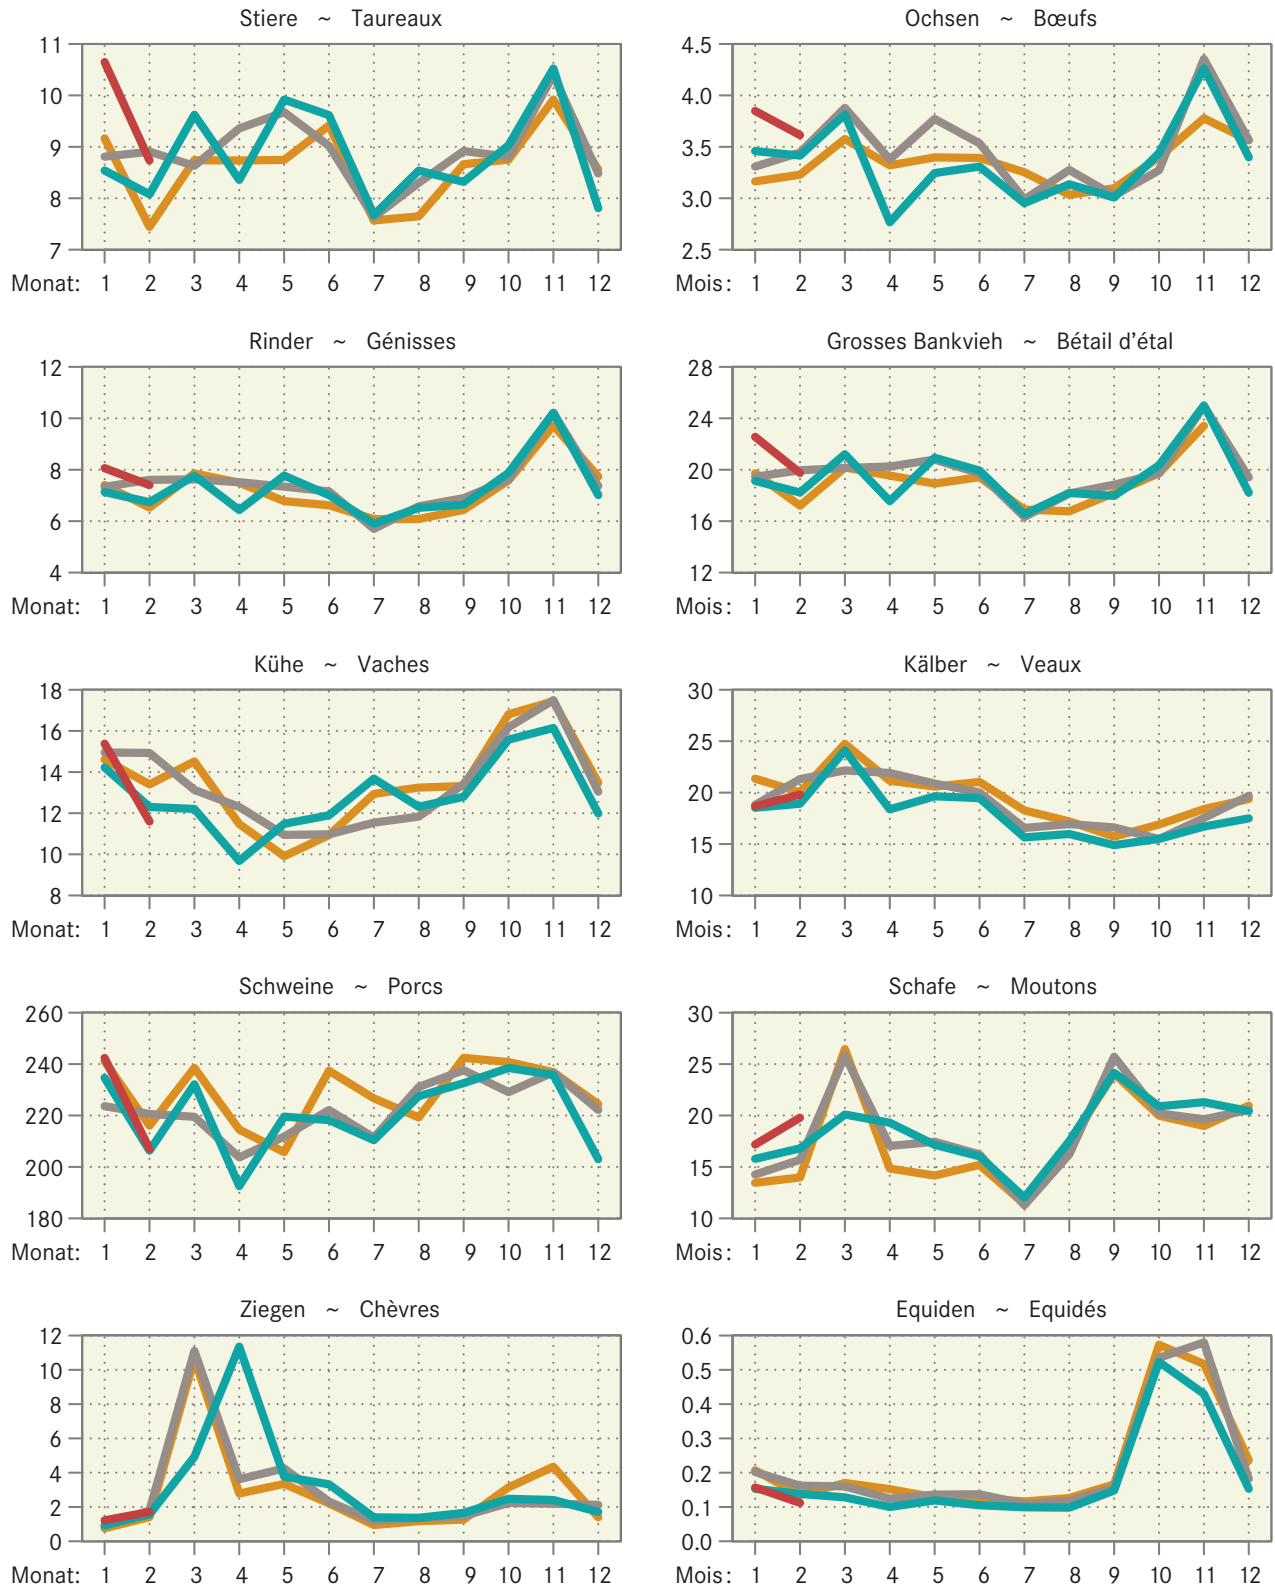 Stiere ~ Taureaux
11
10
9
8
7
Monat: 1 2 3 4 5 6 7 8 9 10 11 12
Ochsen ~ Bœufs
4.5
4.0
3.5
3.0
2.5
Mois: 1 2 3 4 5 6 7 8 9 10 11 12
Rinder ~ Génisses
12
10
8
6
4
Monat: 1 2 3 4 5 6 7 8 9 10 11 12
Grosses Bankvieh ~ Bétail d'étal
28
24
20
16
12
Mois: 1 2 3 4 5 6 7 8 9 10 11 12
Kühe ~ Vaches
18
16
14
12
10
8
Monat: 1 2 3 4 5 6 7 8 9 10 11 12
Kälber ~ Veaux
30
25
20
15
10
Mois: 1 2 3 4 5 6 7 8 9 10 11 12
Schweine ~ Porcs
260
240
220
200
180
Monat: 1 2 3 4 5 6 7 8 9 10 11 12
Schafe ~ Moutons
30
25
20
15
10
Mois: 1 2 3 4 5 6 7 8 9 10 11 12
Ziegen ~ Chèvres
12
10
8
6
4
2
0
Monat: 1 2 3 4 5 6 7 8 9 10 11 12
Equiden ~ Equidés
0.6
0.5
0.4
0.3
0.2
0.1
0.0
Mois: 1 2 3 4 5 6 7 8 9 10 11 12